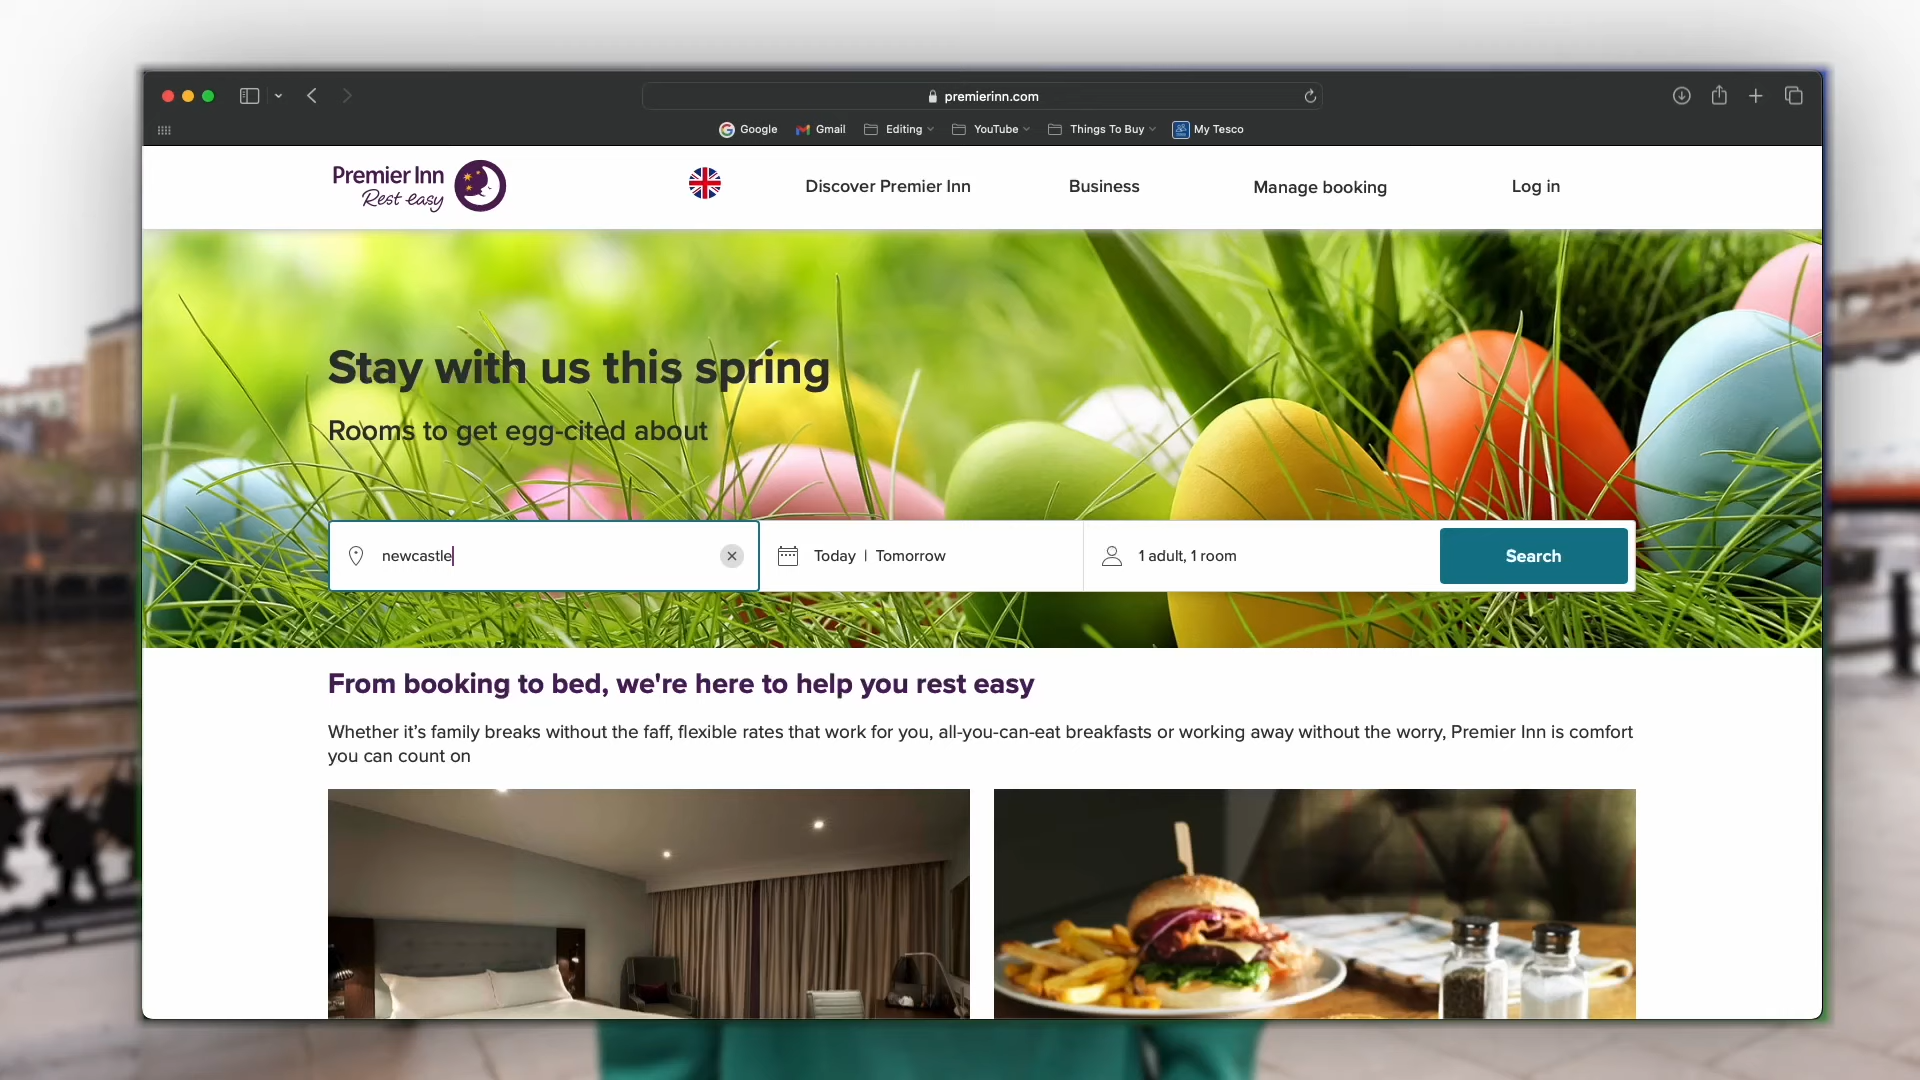 premierinn.com
Google
Gmail
Editing
YouTube
Things To Buy
My Tesco
Premier Inn
Rest easy
Discover Premier Inn
Business
Manage booking
Log in
Stay with us this spring
Rooms to get egg-cited about
newcastle
Today | Tomorrow
1 adult, 1 room
Search
From booking to bed, we're here to help you rest easy
Whether it’s family breaks without the faff, flexible rates that work for you, all-you-can-eat breakfasts or working away without the worry, Premier Inn is comfort
you can count on